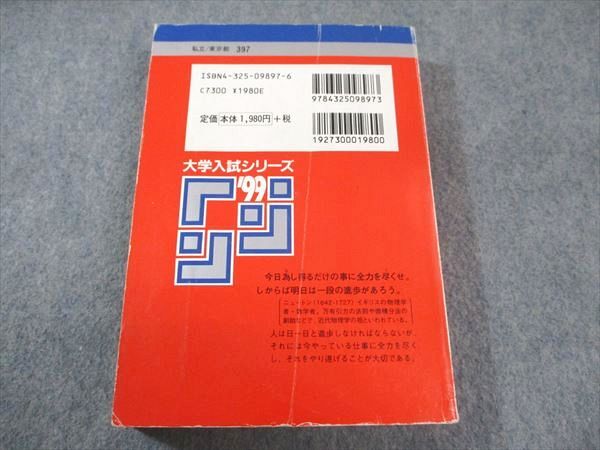 私立/東京都 397
ISBN4-325-09897-6
C7300 ¥1980E
定価 本体1,980円 +税
9784325098973
1927300019800
大学入試シリーズ
'99
今日為し得るだけの事に全力を尽くせ。
しからば明日は一段の進歩があろう。
ニュートン(1642-1727)イギリスの物理学
者・数学者。万有引力の法則や微積分法の
創始などで、近代物理学の祖といわれている。
人は日一日と進歩しなければならないが、
それには今やっている仕事に全力を尽く
し、それをやり遂げることが大切である。